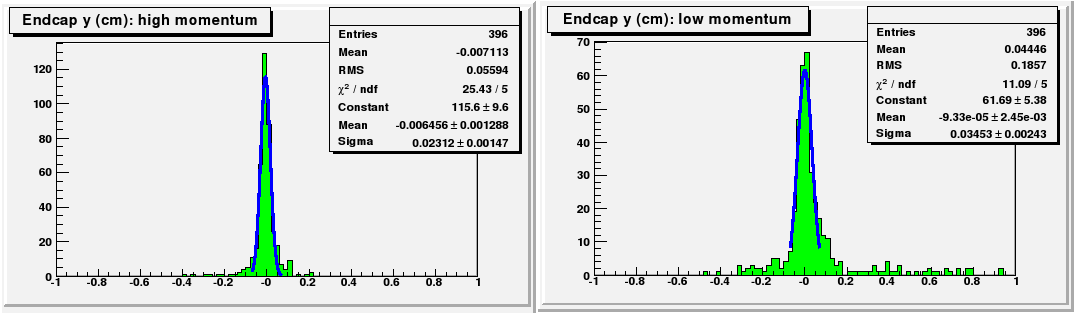 Endcap y (cm): high momentum
Entries 396
Mean -0.007113
RMS 0.05594
χ² / ndf 25.43 / 5
Constant 115.6 ± 9.6
Mean -0.006456 ± 0.001288
Sigma 0.02312 ± 0.00147
120
100
80
60
40
20
0
-1 -0.8 -0.6 -0.4 -0.2 -0 0.2 0.4 0.6 0.8 1
Endcap y (cm): low momentum
Entries 396
Mean 0.04446
RMS 0.1857
χ² / ndf 11.09 / 5
Constant 61.69 ± 5.38
Mean -9.33e-05 ± 2.45e-03
Sigma 0.03453 ± 0.00243
70
60
50
40
30
20
10
0
-1 -0.8 -0.6 -0.4 -0.2 -0 0.2 0.4 0.6 0.8 1